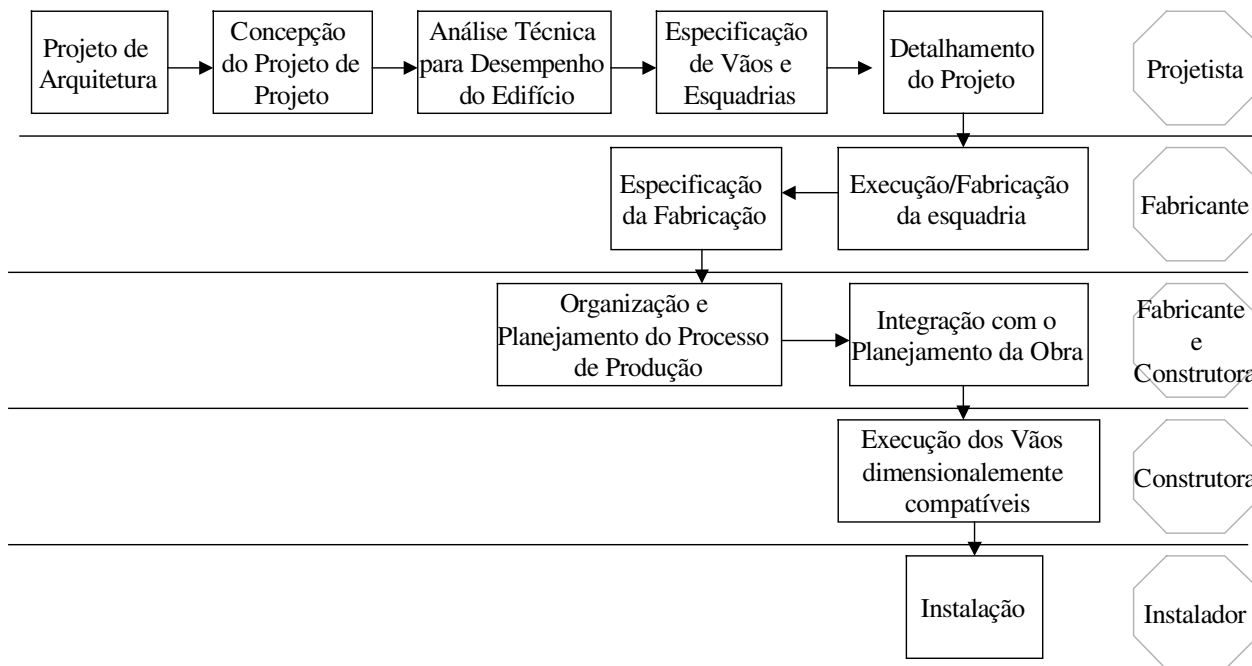 Projeto de
Arquitetura
Concepção
do Projeto de
Projeto
Análise Técnica
para Desempenho
do Edifício
Especificação
de Vãos e
Esquadrias
Detalhamento
do Projeto
Projetista
Especificação
da Fabricação
Execução/Fabricação
da esquadria
Fabricante
Organização e
Planejamento do Processo
de Produção
Integração com o
Planejamento da Obra
Fabricante
e
Construtora
Execução dos Vãos
dimensionalemente
compatíveis
Construtora
Instalação
Instalador